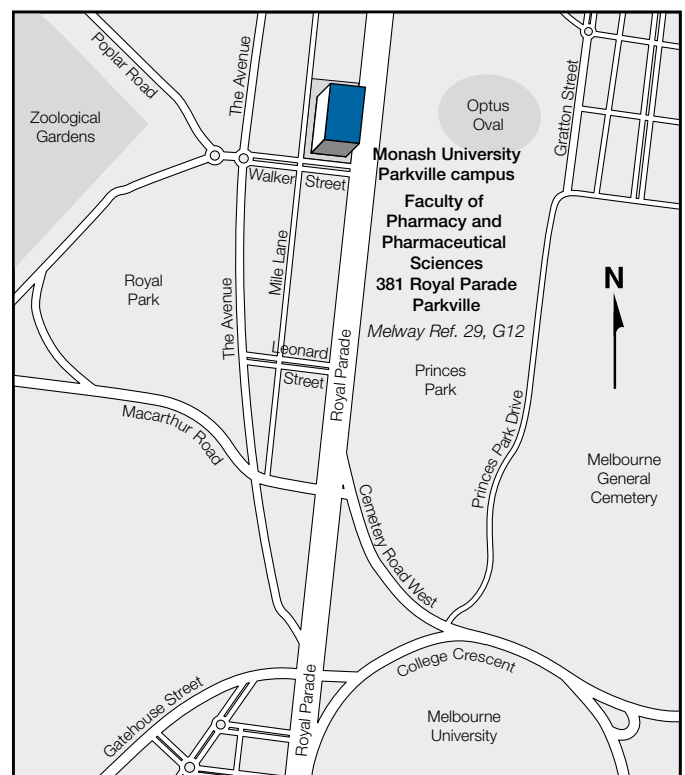 Poplar Road
The Avenue
Zoological
Gardens
Optus
Oval
Gratton Street
Monash University
Parkville campus
Walker Street
Faculty of
Pharmacy and
Pharmaceutical
Sciences
381 Royal Parade
Parkville
Melway Ref. 29, G12
Mile Lane
Royal
Park
N
The Avenue
Leonard
Street
Royal Parade
Princes
Park
Macarthur Road
Princes Park Drive
Melbourne
General
Cemetery
Cemetery Road West
College Crescent
Gatehouse Street
Royal Parade
Melbourne
University